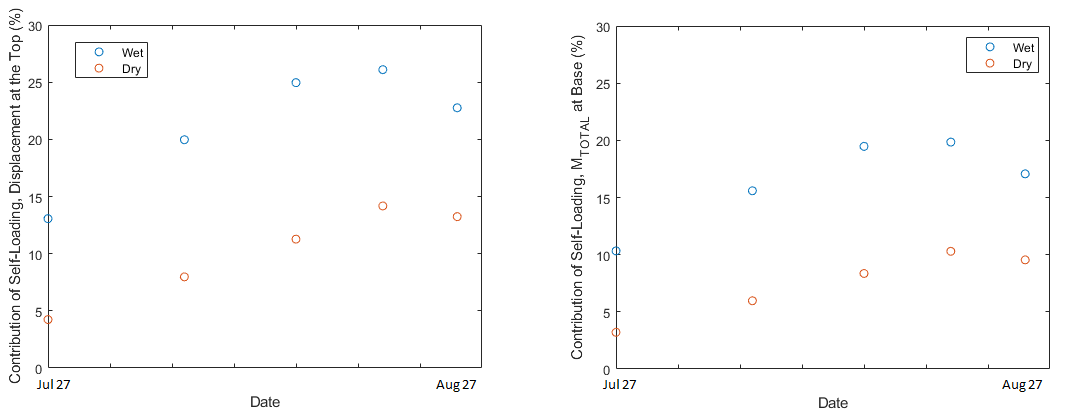 Contribution of Self-Loading, Displacement at the Top (%)
30
25
20
15
10
5
0
Wet
Dry
Jul 27
Aug 27
Date
Contribution of Self-Loading, M_TOTAL at Base (%)
30
25
20
15
10
5
0
Wet
Dry
Jul 27
Aug 27
Date